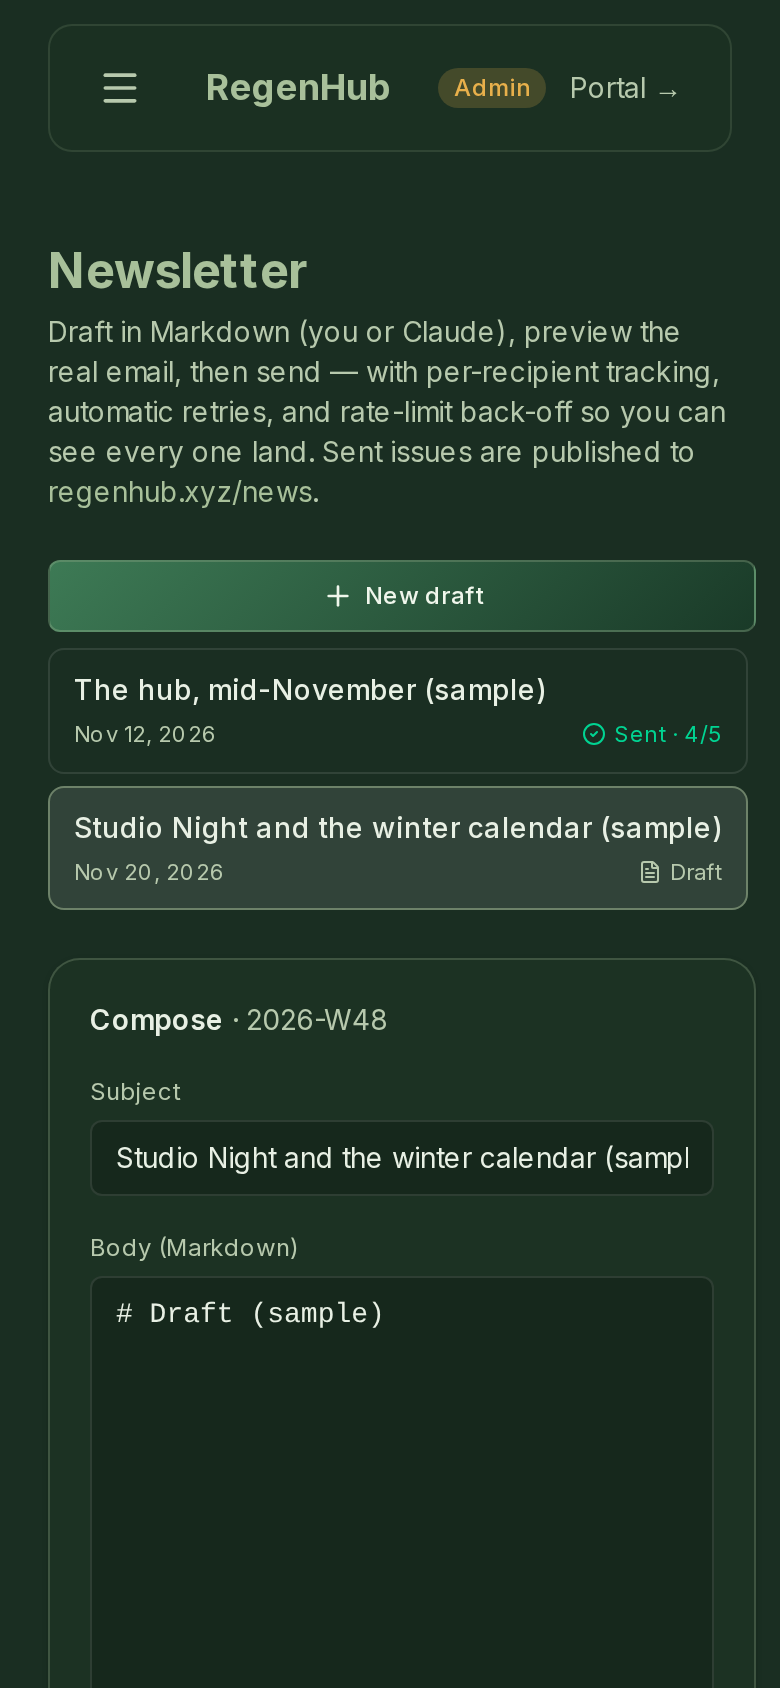 RegenHub Admin Portal →
Newsletter
Draft in Markdown (you or Claude), preview the
real email, then send — with per-recipient tracking,
automatic retries, and rate-limit back-off so you can
see every one land. Sent issues are published to
regenhub.xyz/news.
New draft
The hub, mid-November (sample)
Nov 12, 2026 Sent · 4/5
Studio Night and the winter calendar (sample)
Nov 20, 2026 Draft
Compose · 2026-W48
Subject
Studio Night and the winter calendar (sampl
Body (Markdown)
# Draft (sample)